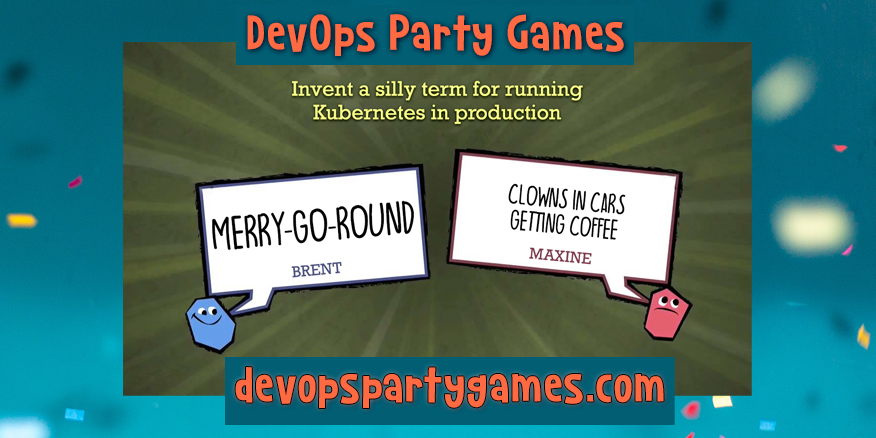 DevOps Party Games
Invent a silly term for running
Kubernetes in production
MERRY-GO-ROUND
BRENT
CLOWNS IN CARS
GETTING COFFEE
MAXINE
devopspartygames.com